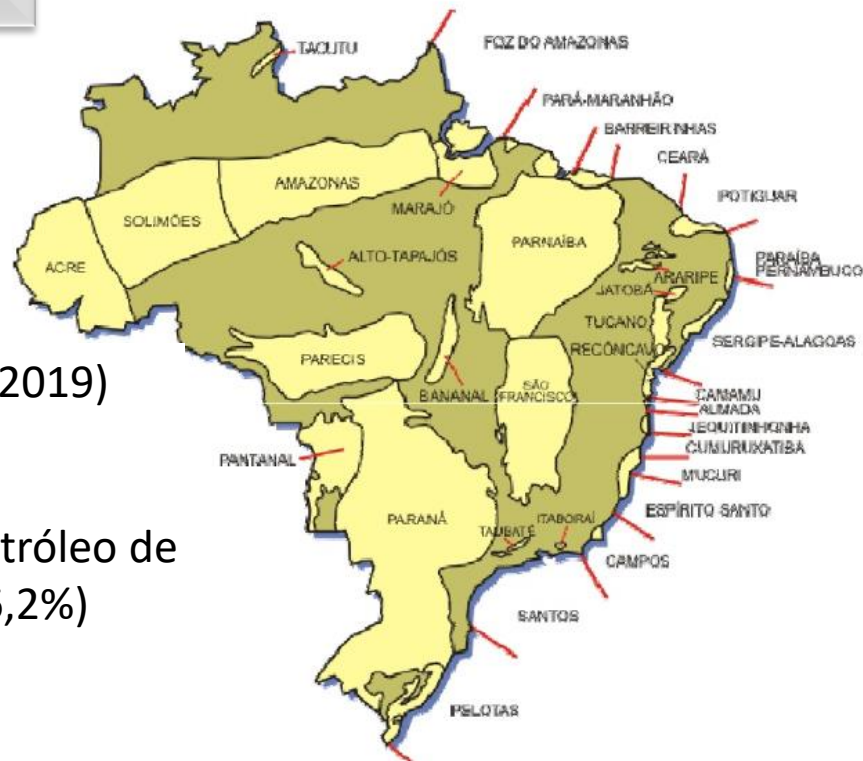 TACUTU
FOZ DO AMAZONAS
PARÁ-MARANHÃO
BARREIRINHAS
CEARÁ
POTIGUAR
AMAZONAS
MARAJÓ
SOLIMÕES
PARNAÍBA
ACRE
ALTO-TAPAJÓS
ARARIPE
PARAÍBA
PERNAMBUCO
JATOBÁ
TUCANO
SERGIPE-ALAGOAS
RECÔNCAVO
PARECIS
2019)
BANANAL
SÃO
FRANCISCO
CAMAMU
ALMADA
JEQUITINHONHA
CUMURUXATIBA
PANTANAL
MUCURI
ESPÍRITO SANTO
PARANÁ
TAUBATÉ
ITABORAÍ
tróleo de
CAMPOS
,2%)
SANTOS
PELOTAS